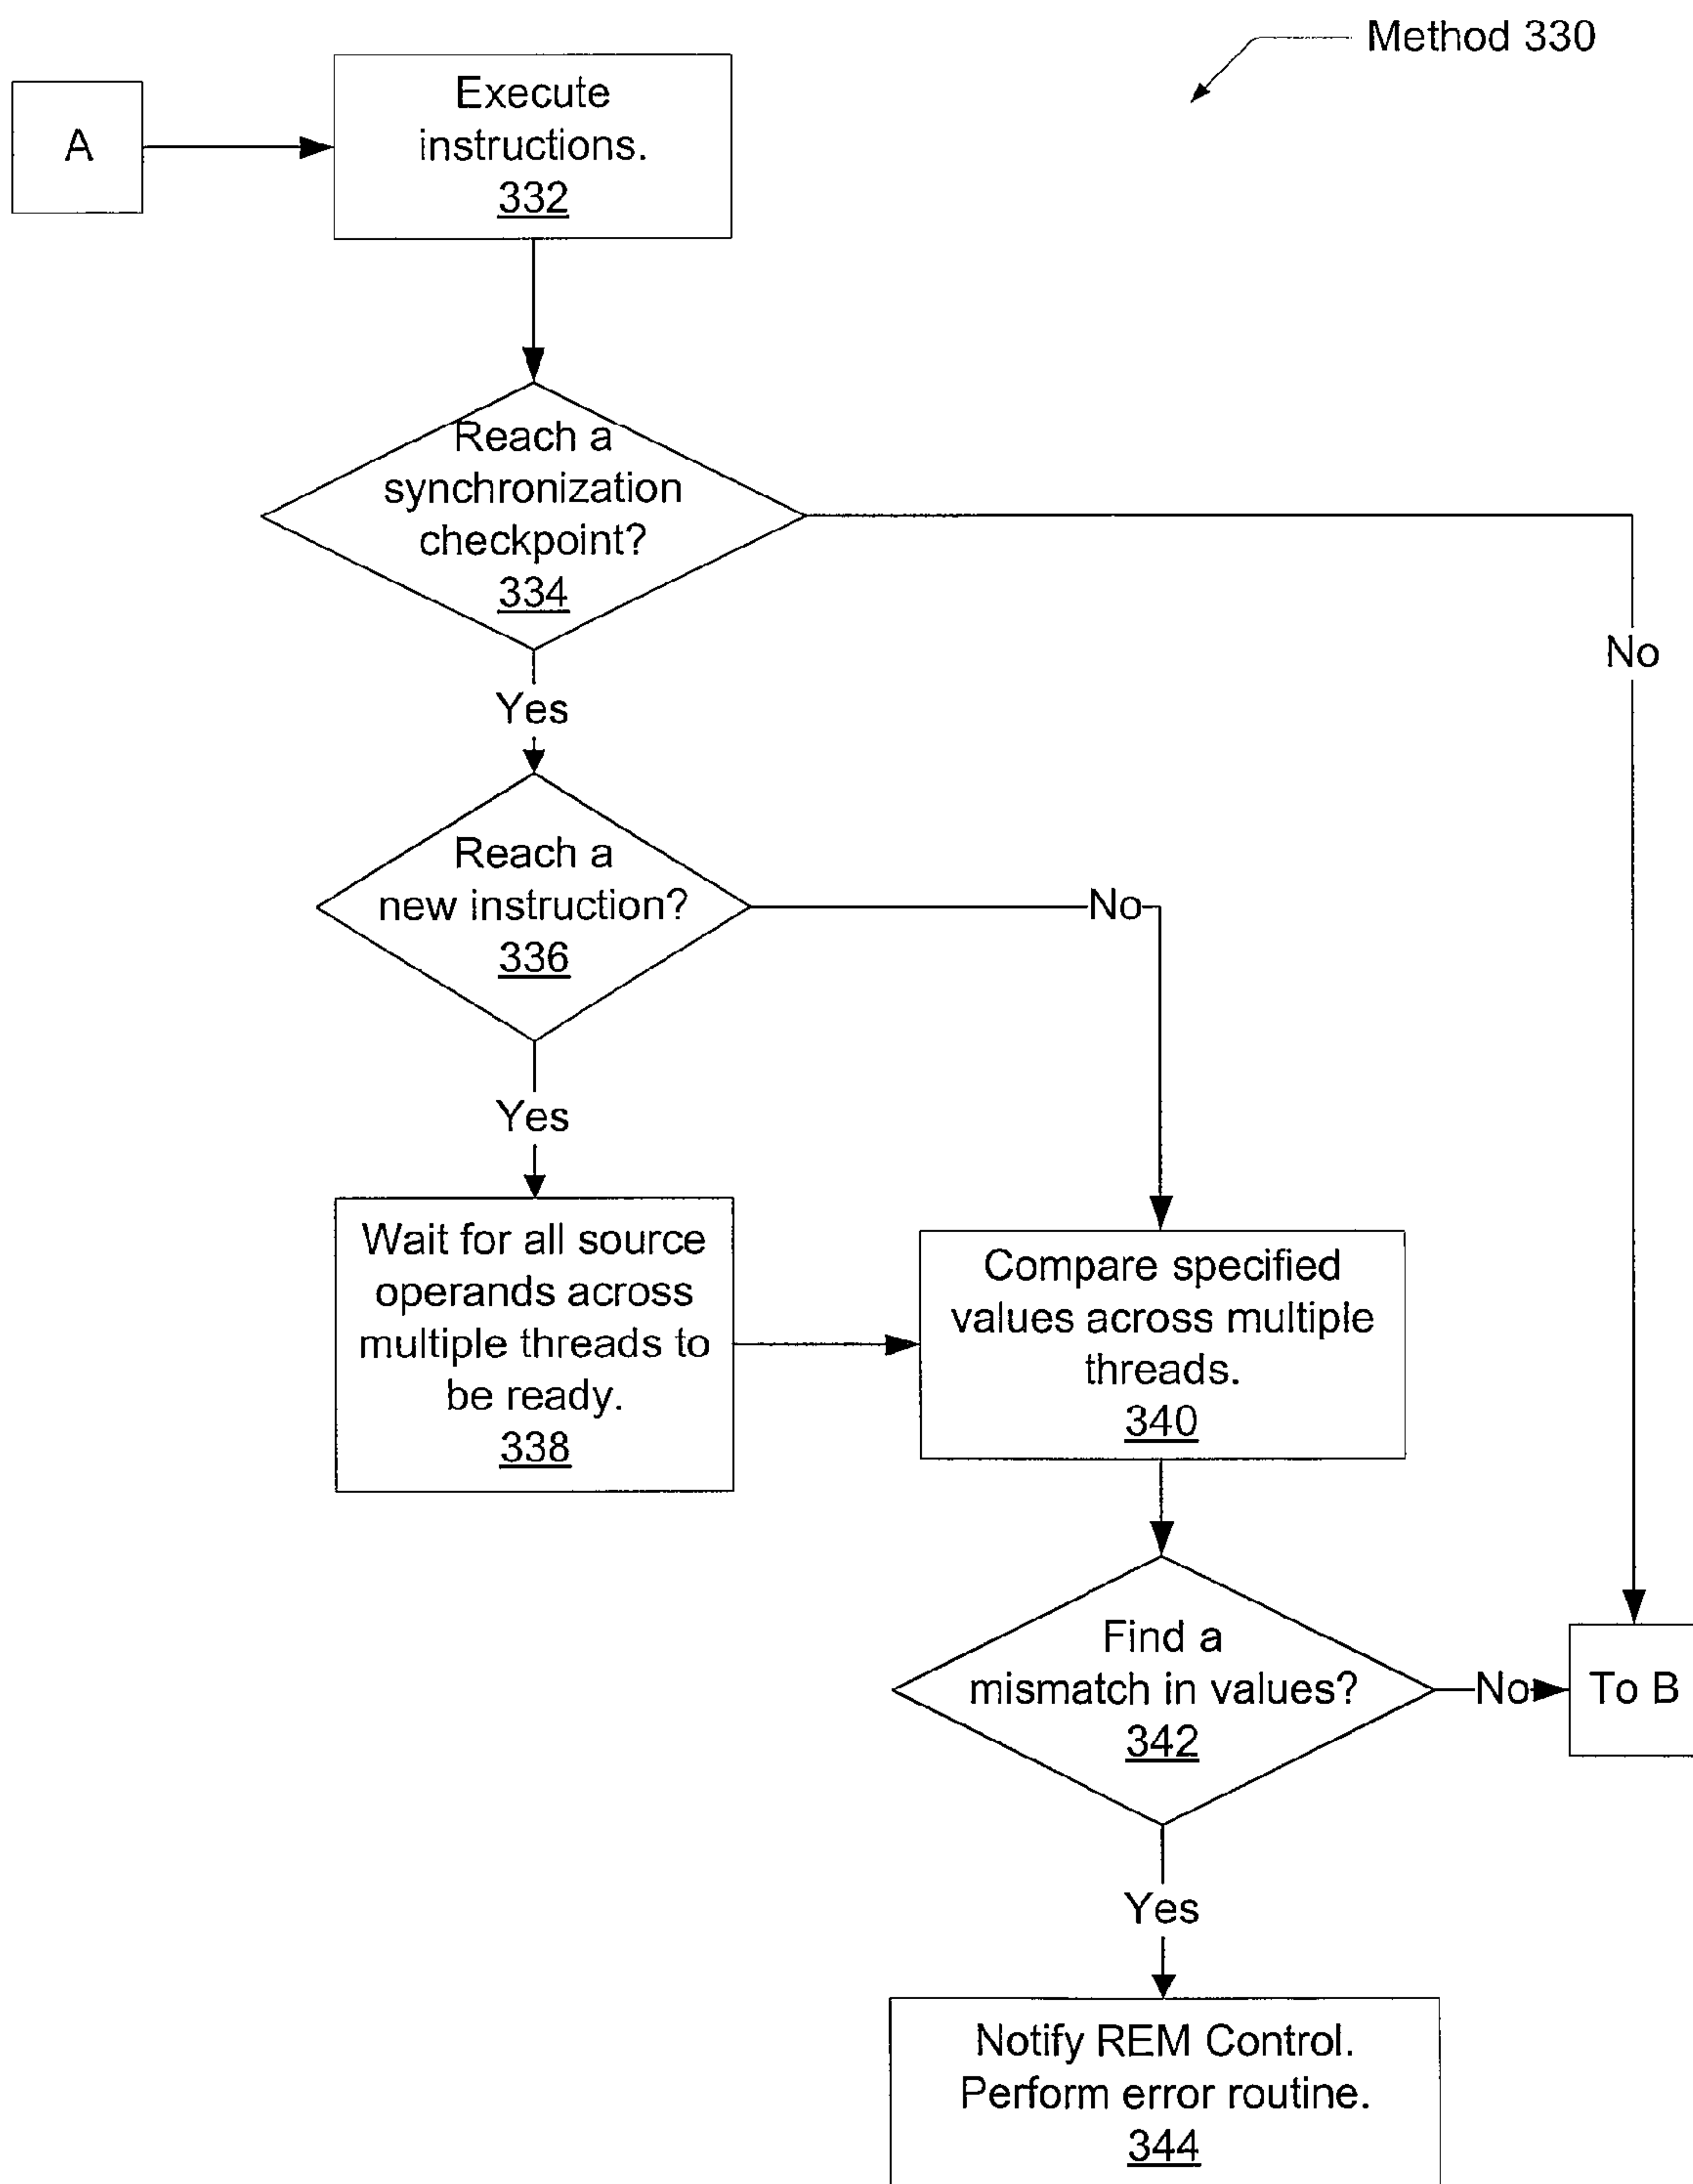 Method 330
A
Execute
instructions.
332
Reach a
synchronization
checkpoint?
334
No
Yes
Reach a
new instruction?
336
No
Yes
Wait for all source
operands across
multiple threads to
be ready.
338
Compare specified
values across multiple
threads.
340
Find a
mismatch in values?
342
No
To B
Yes
Notify REM Control.
Perform error routine.
344